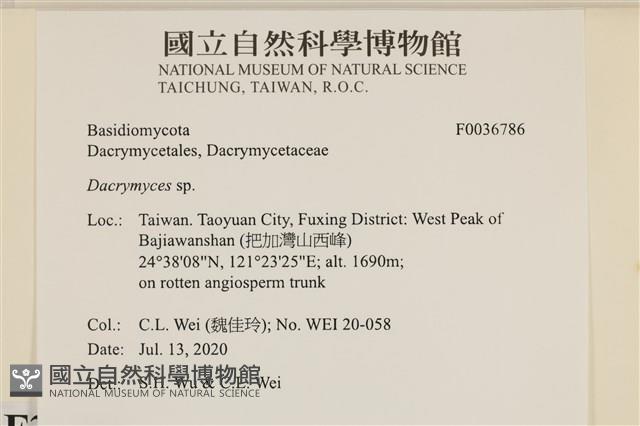 國立自然科學博物館
NATIONAL MUSEUM OF NATURAL SCIENCE
TAICHUNG, TAIWAN, R.O.C.
Basidiomycota F0036786
Dacrymycetales, Dacrymycetaceae
Dacrymyces sp.
Loc.: Taiwan. Taoyuan City, Fuxing District: West Peak of
Bajiawanshan (把加灣山西峰)
24°38'08"N, 121°23'25"E; alt. 1690m;
on rotten angiosperm trunk
Col.: C.L. Wei (魏佳玲); No. WEI 20-058
Date: Jul. 13, 2020
Det.: S.H. Wu & C.L. Wei
國立自然科學博物館
NATIONAL MUSEUM OF NATURAL SCIENCE